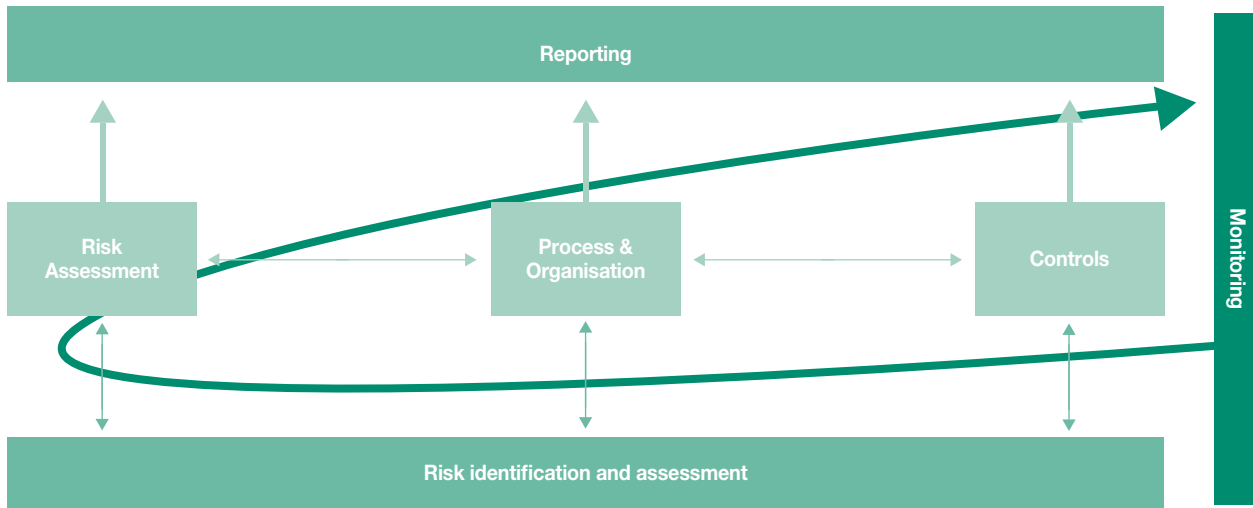 Reporting
Risk
Assessment
Process &
Organisation
Controls
Monitoring
Risk identification and assessment